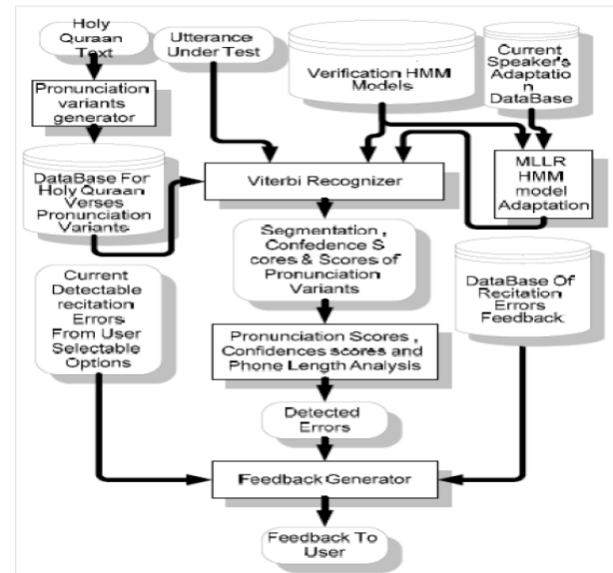 Holy
Quraan
Text
Utterance
Under Test
Verification HMM
Models
Current
Speaker's
Adaptatio
n
DataBase
Pronunciation
variants
generator
DataBase For
Holy Quraan
Verses
Pronunciation
Variants
Viterbi Recognizer
MLLR
HMM
model
Adaptation
Segmentation ,
Confedence S
cores & Scores of
Pronunciation
Variants
Current
Detectable
recitation
Errors
From User
Selectable
Options
DataBase Of
Recitation
Errors
Feedback
Pronunciation Scores ,
Confidences scores and
Phone Length Analysis
Detected
Errors
Feedback Generator
Feedback To
User